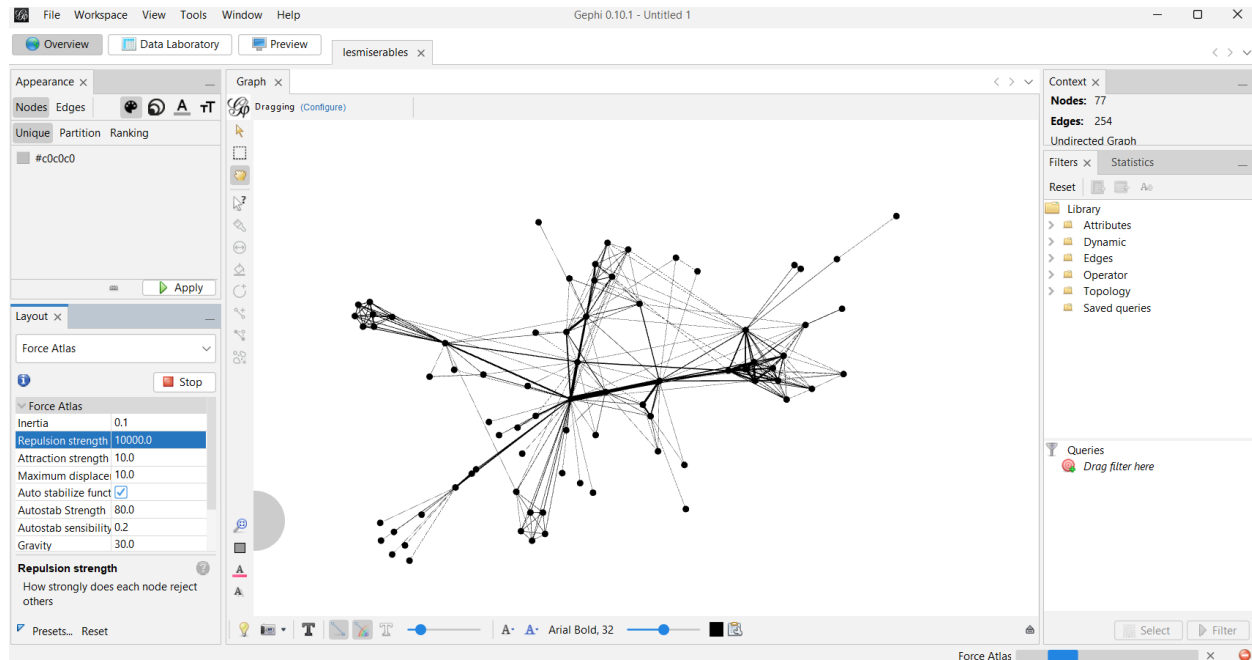 File Workspace View Tools Window Help
Gephi 0.10.1 - Untitled 1
Overview Data Laboratory Preview
lesmiserables
Appearance
Nodes Edges
Unique Partition Ranking
#c0c0c0
Apply
Layout
Force Atlas
Stop
Force Atlas
Inertia 0.1
Repulsion strength 10000.0
Attraction strength 10.0
Maximum displacer 10.0
Auto stabilize funct
Autostab Strength 80.0
Autostab sensibility 0.2
Gravity 30.0
Repulsion strength
How strongly does each node reject
others
Presets... Reset
Graph
Dragging (Configure)
Arial Bold, 32
Context
Nodes: 77
Edges: 254
Undirected Graph
Filters Statistics
Reset
Library
Attributes
Dynamic
Edges
Operator
Topology
Saved queries
Queries
Drag filter here
Select Filter
Force Atlas